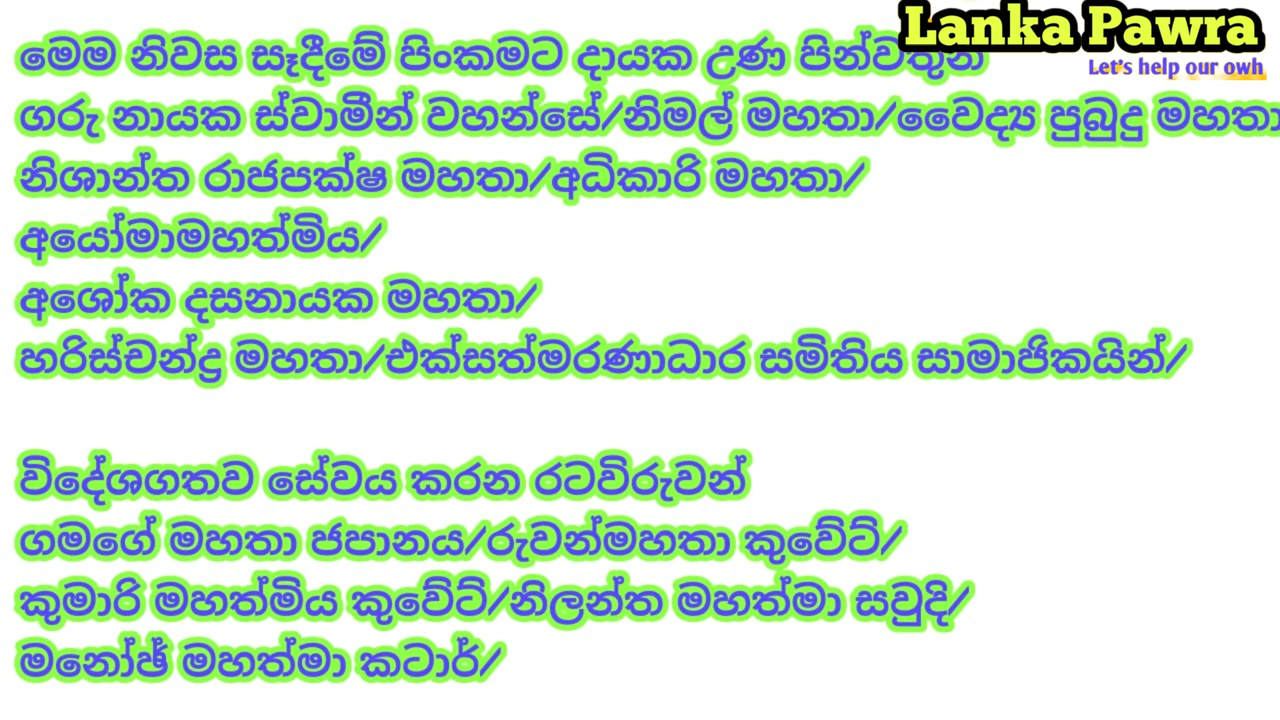 Lanka Pawra
Let's help our owh
මෙම නිවස සෑදීමේ පිංකමට දායක උණ පින්වතුන්
ගරු නායක ස්වාමීන් වහන්සේ/නිමල් මහතා/වෛද්‍ය පුබුදු මහතා
නිශාන්ත රාජපක්ෂ මහතා/අධිකාරි මහතා/
අයෝමාමහත්මිය/
අශෝක දසනායක මහතා/
හරිස්චන්ද්‍ර මහතා/එක්සත්මරණාධාර සමිතිය සාමාජිකයින්/
විදේශගතව සේවය කරන රටවිරුවන්
ගමගේ මහතා ජපානය/රුවන්මහතා කුවේට්/
කුමාරි මහත්මිය කුවේට්/නිලන්ත මහත්මා සවුදි/
මනෝඡ් මහත්මා කටාර්/